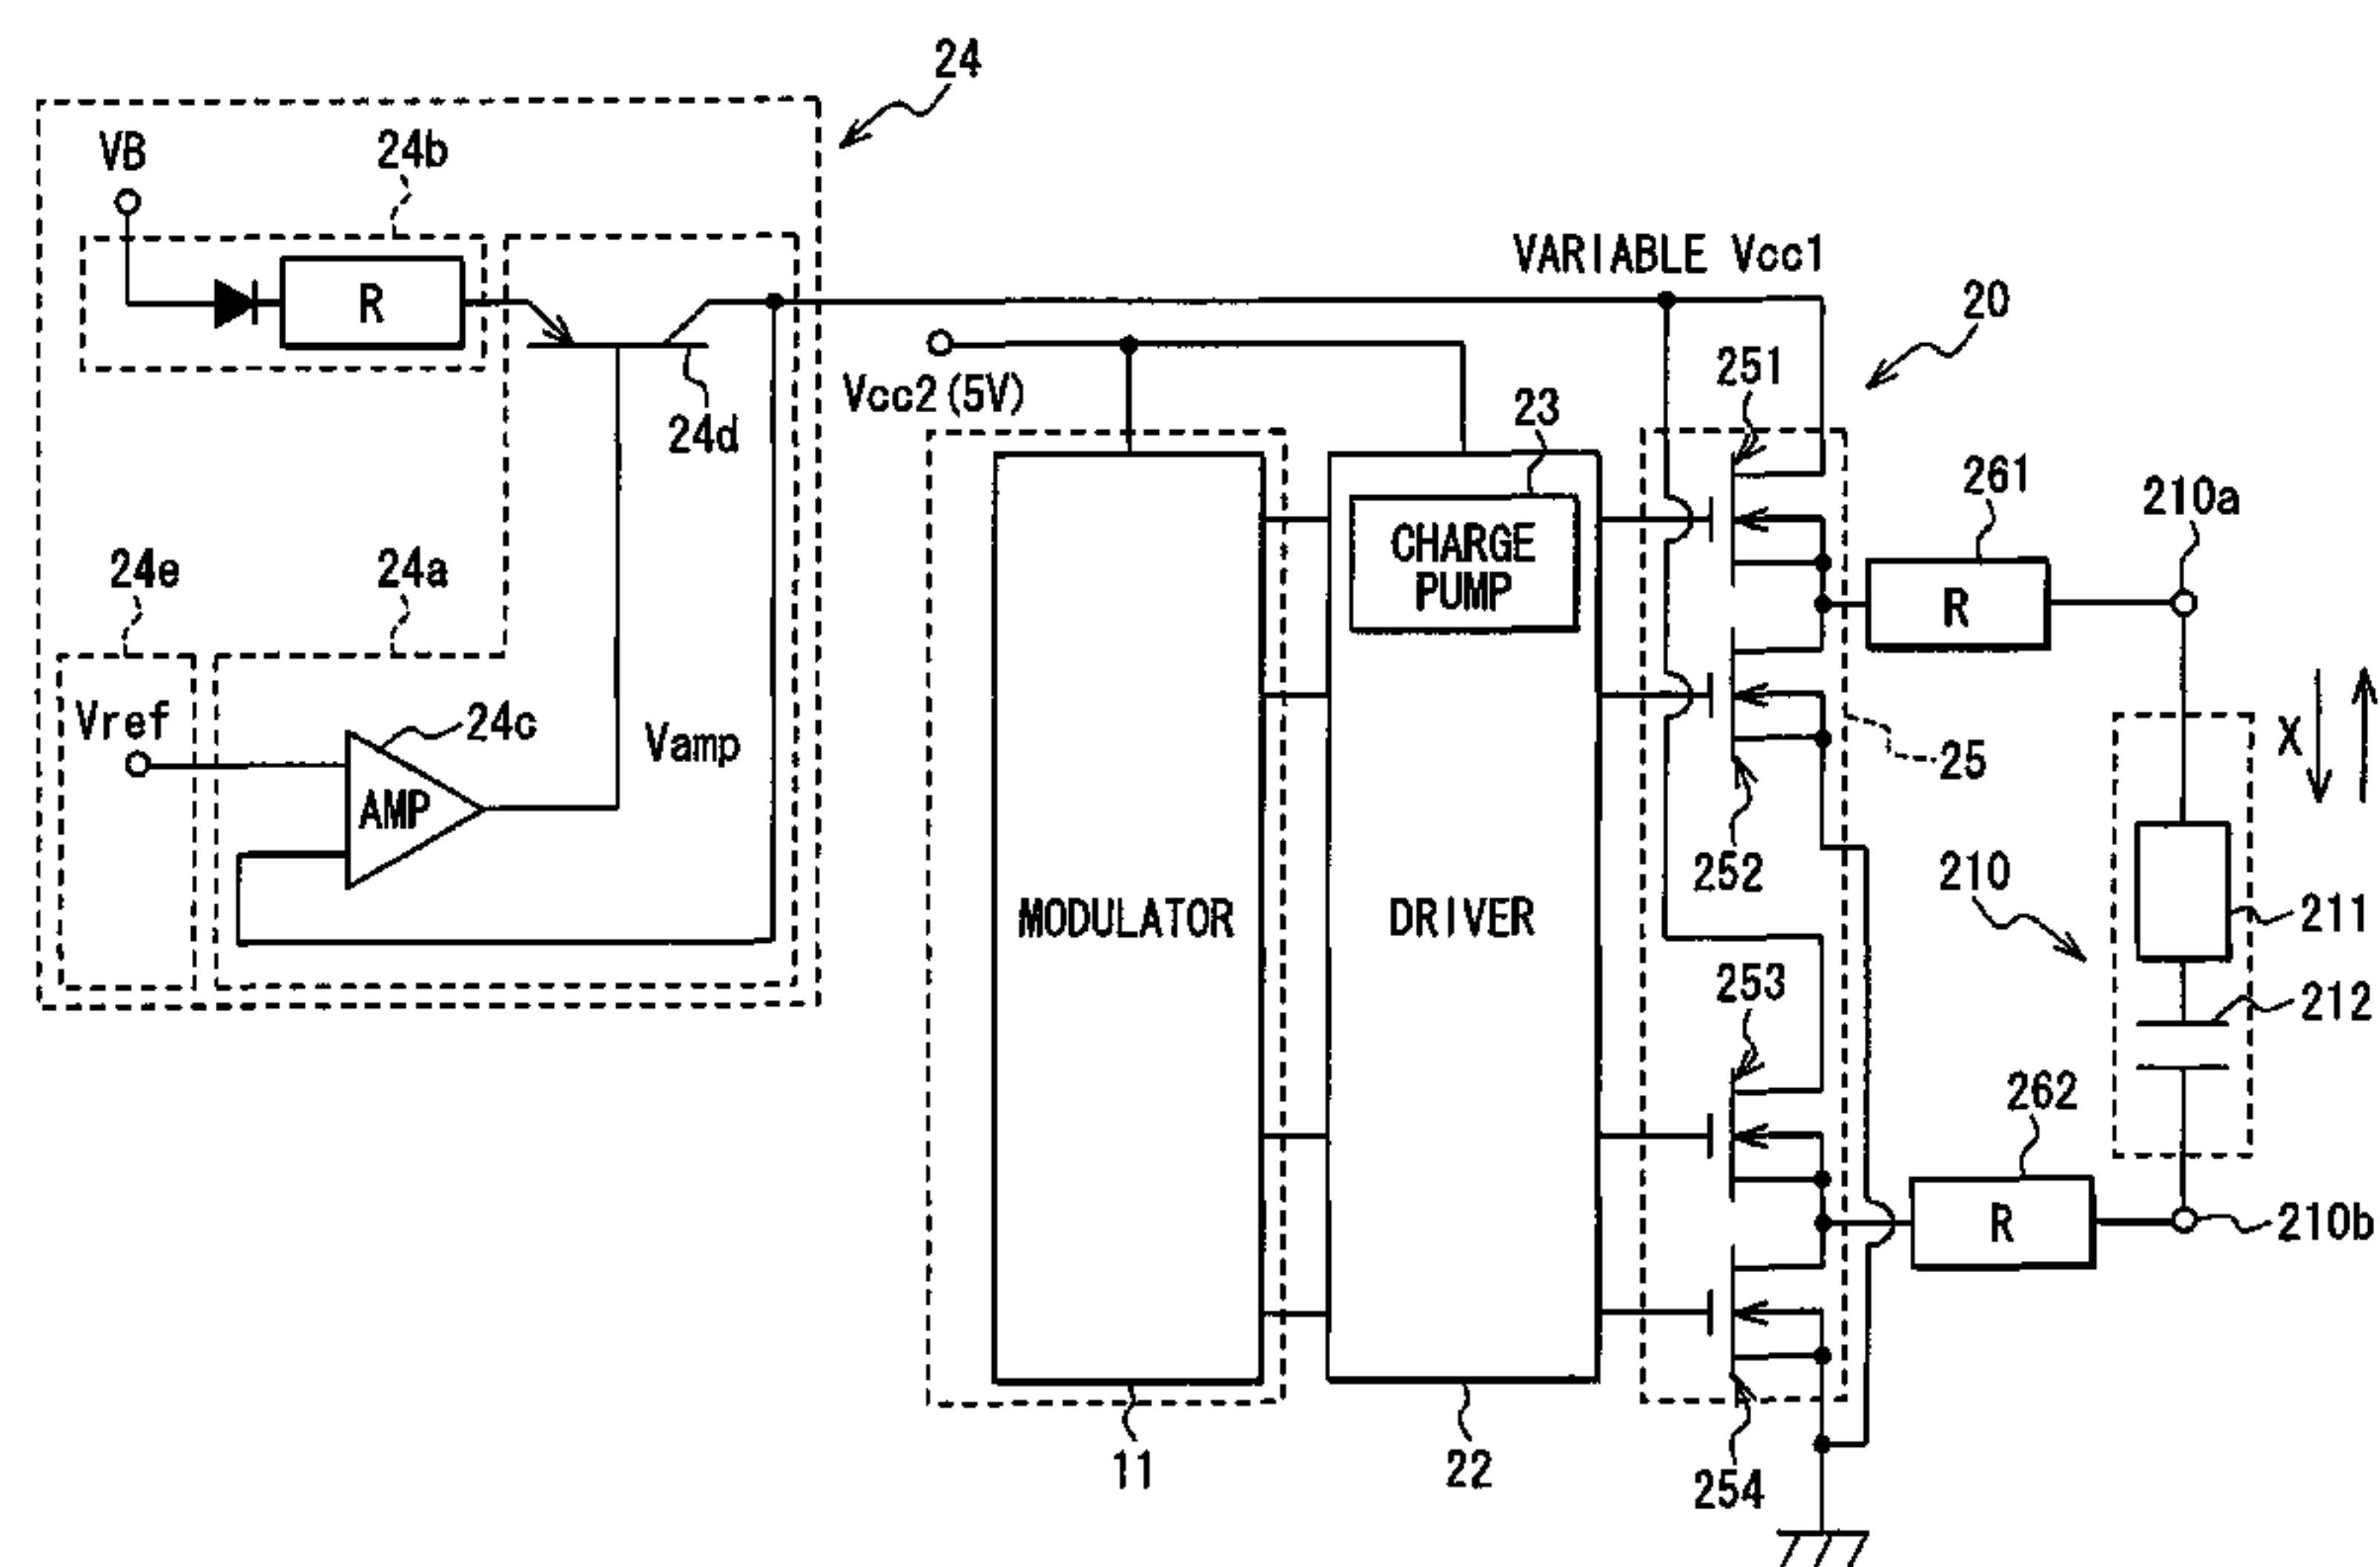 24
VB
24b
R
VARIABLE Vcc1
20
Vcc2(5V)
24d
251
23
CHARGE
PUMP
261
R
210a
24e
24a
Vref
24c
AMP
Vamp
25
X
252
210
211
MODULATOR
DRIVER
253
212
262
R
210b
11
22
254